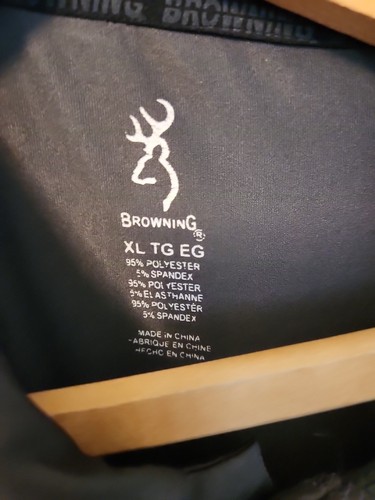 BROWNING BROWNING
BROWNING®
XL TG EG
95% POLYESTER
5% SPANDEX
95% POLYESTER
5% ELASTHANNE
95% POLYESTER
5% SPANDEX
MADE IN CHINA
FABRIQUE EN CHINE
HECHO EN CHINA